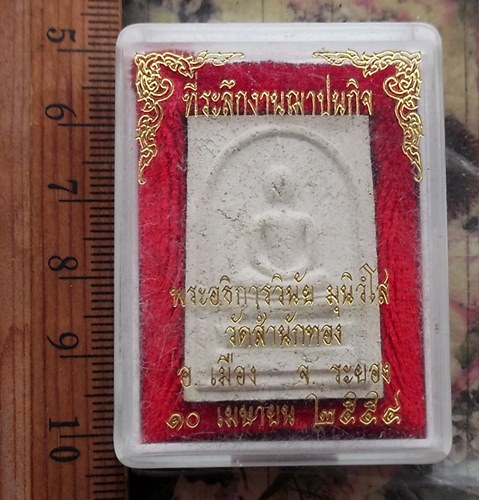 ที่ระลึกงานฌาปนกิจ
พระอธิการวินัย มุนิวํโส
วัดสำนักทอง
อ. เมือง จ. ระยอง
๑๐ เมษายน ๒๕๕๔
5
6
7
8
9
10